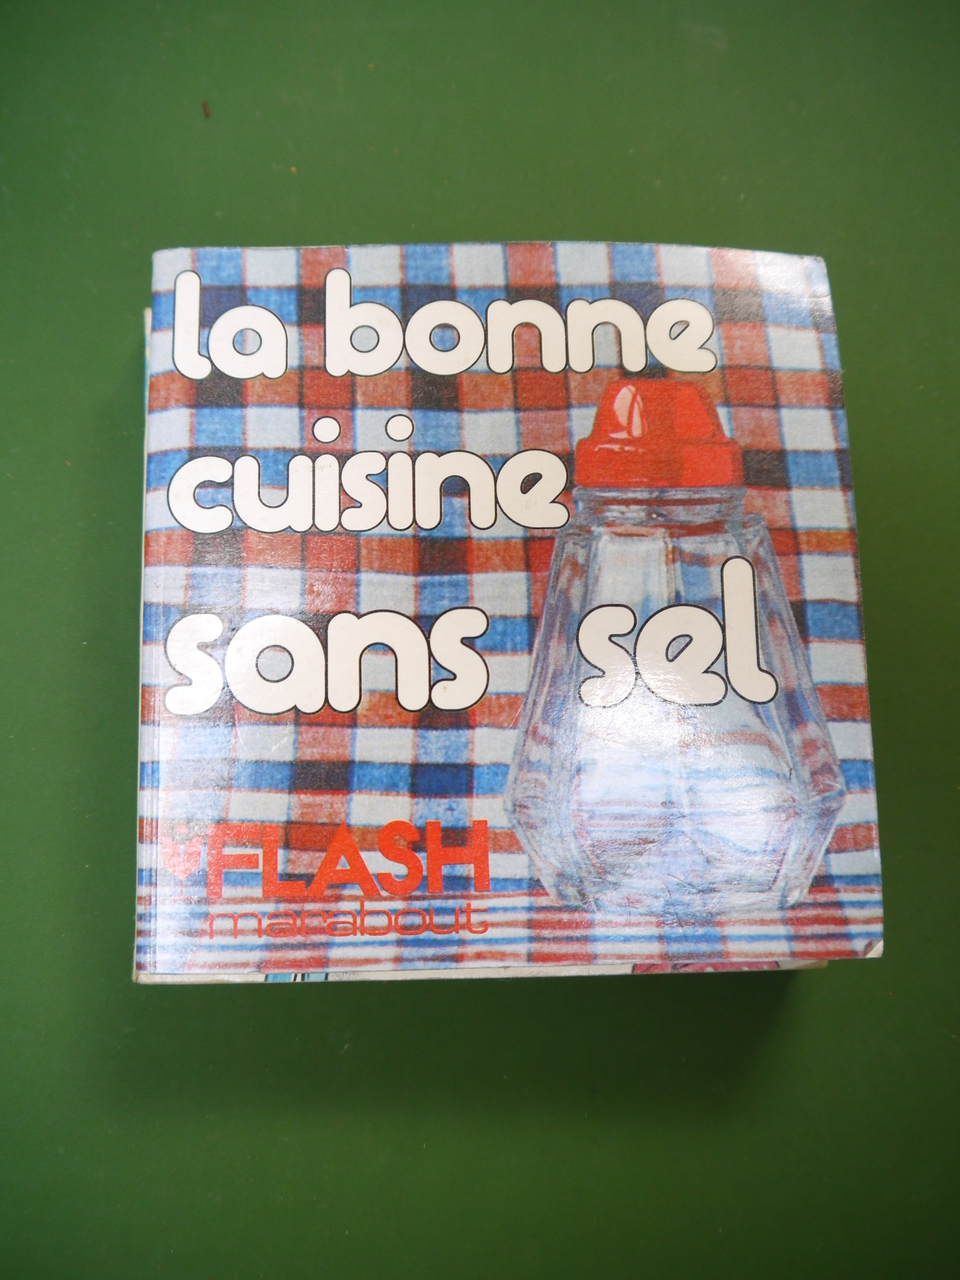 la bonne
cuisine
sans sel
FLASH
marabout